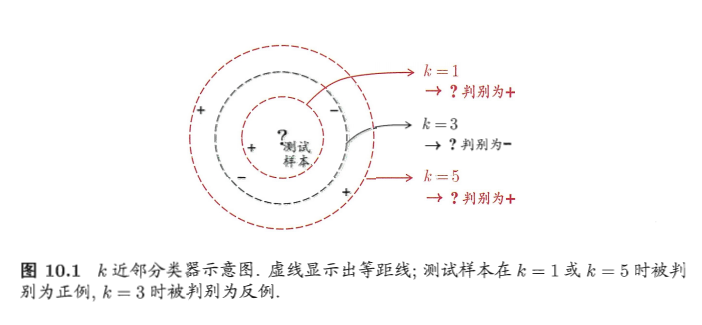 k = 1
→ ? 判别为+
+
−
k = 3
?
测试
样本
+
→ ? 判别为−
−
k = 5
+
→ ? 判别为+
图 10.1 k 近邻分类器示意图. 虚线显示出等距线; 测试样本在 k = 1 或 k = 5 时被判
别为正例, k = 3 时被判别为反例.